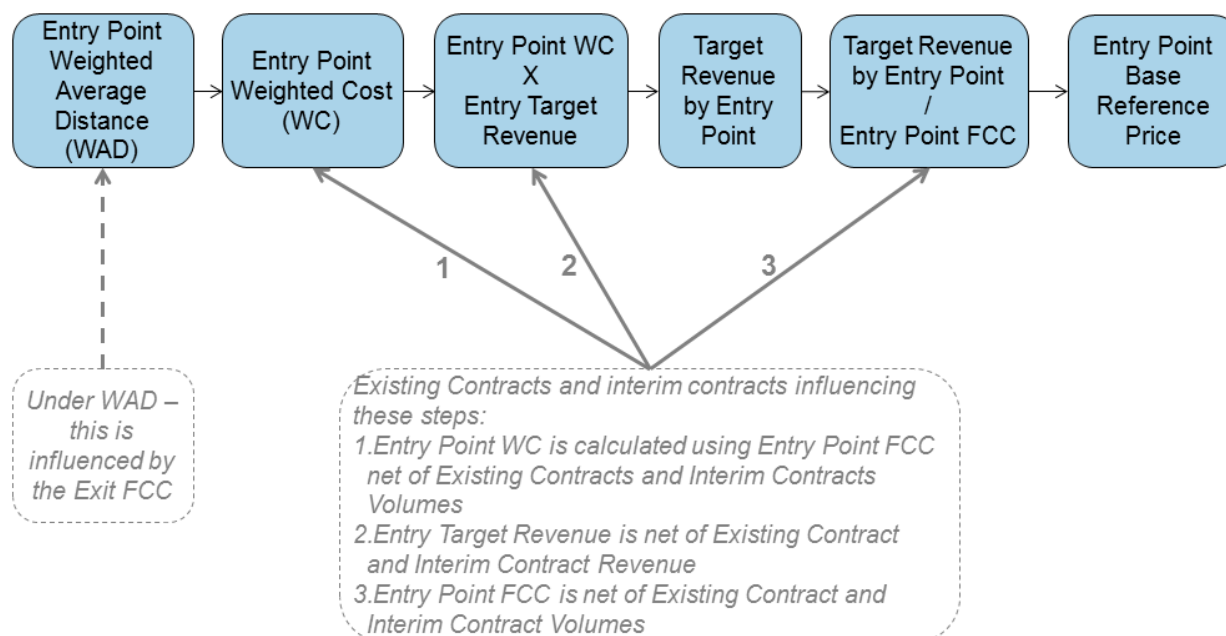 Entry Point
Weighted
Average
Distance
(WAD)
Entry Point
Weighted Cost
(WC)
Entry Point WC
X
Entry Target
Revenue
Target
Revenue
by Entry
Point
Target Revenue
by Entry Point
/
Entry Point FCC
Entry Point
Base
Reference
Price
1
2
3
Under WAD –
this is
influenced by
the Exit FCC
Existing Contracts and interim contracts influencing
these steps:
1.Entry Point WC is calculated using Entry Point FCC
net of Existing Contracts and Interim Contracts
Volumes
2.Entry Target Revenue is net of Existing Contract
and Interim Contract Revenue
3.Entry Point FCC is net of Existing Contract and
Interim Contract Volumes